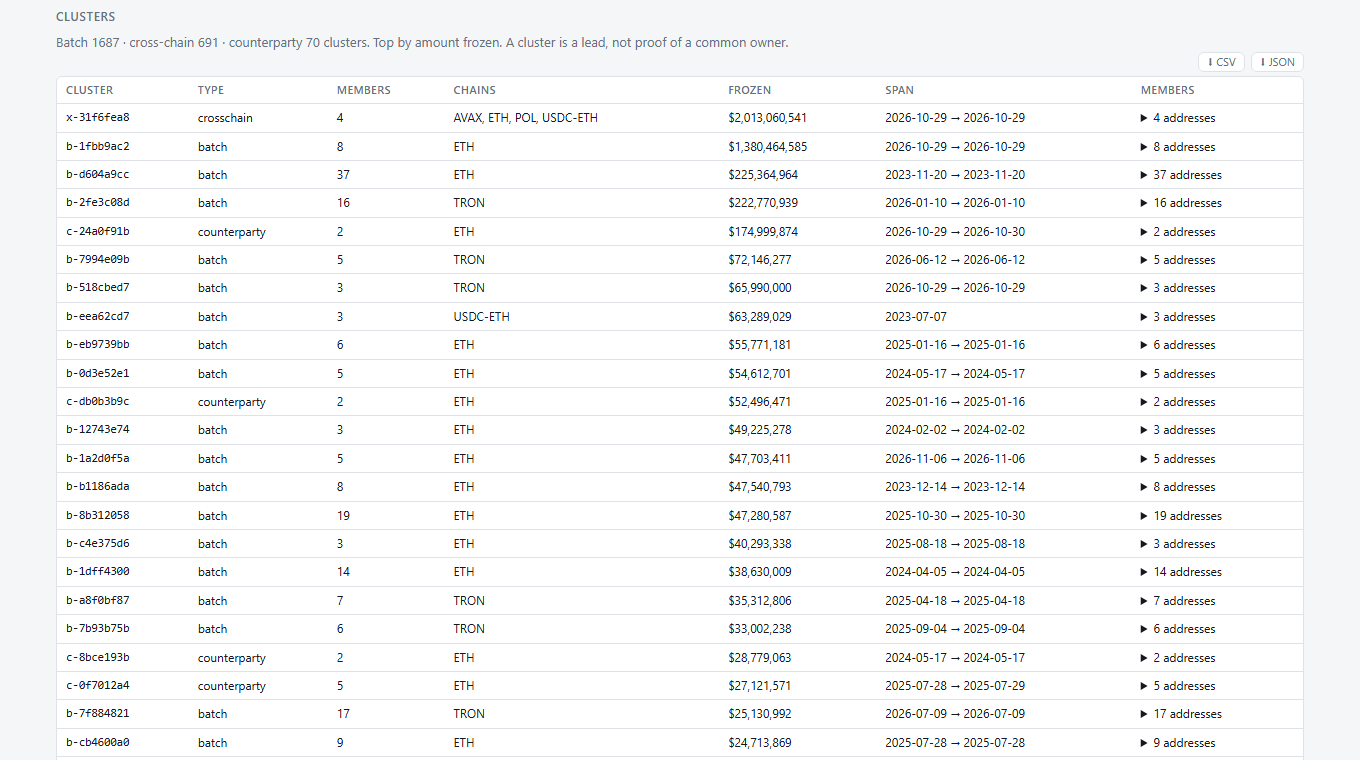 CLUSTERS
Batch 1687 · cross-chain 691 · counterparty 70 clusters. Top by amount frozen. A cluster is a lead, not proof of a common owner.
⬇ CSV ⬇ JSON
CLUSTER TYPE MEMBERS CHAINS FROZEN SPAN MEMBERS
x-31f6fea8 crosschain 4 AVAX, ETH, POL, USDC-ETH $2,013,060,541 2026-10-29 → 2026-10-29 ▶ 4 addresses
b-1fbb9ac2 batch 8 ETH $1,380,464,585 2026-10-29 → 2026-10-29 ▶ 8 addresses
b-d604a9cc batch 37 ETH $225,364,964 2023-11-20 → 2023-11-20 ▶ 37 addresses
b-2fe3c08d batch 16 TRON $222,770,939 2026-01-10 → 2026-01-10 ▶ 16 addresses
c-24a0f91b counterparty 2 ETH $174,999,874 2026-10-29 → 2026-10-30 ▶ 2 addresses
b-7994e09b batch 5 TRON $72,146,277 2026-06-12 → 2026-06-12 ▶ 5 addresses
b-518cbed7 batch 3 TRON $65,990,000 2026-10-29 → 2026-10-29 ▶ 3 addresses
b-eea62cd7 batch 3 USDC-ETH $63,289,029 2023-07-07 ▶ 3 addresses
b-eb9739bb batch 6 ETH $55,771,181 2025-01-16 → 2025-01-16 ▶ 6 addresses
b-0d3e52e1 batch 5 ETH $54,612,701 2024-05-17 → 2024-05-17 ▶ 5 addresses
c-db0b3b9c counterparty 2 ETH $52,496,471 2025-01-16 → 2025-01-16 ▶ 2 addresses
b-12743e74 batch 3 ETH $49,225,278 2024-02-02 → 2024-02-02 ▶ 3 addresses
b-1a2d0f5a batch 5 ETH $47,703,411 2026-11-06 → 2026-11-06 ▶ 5 addresses
b-b1186ada batch 8 ETH $47,540,793 2023-12-14 → 2023-12-14 ▶ 8 addresses
b-8b312058 batch 19 ETH $47,280,587 2025-10-30 → 2025-10-30 ▶ 19 addresses
b-c4e375d6 batch 3 ETH $40,293,338 2025-08-18 → 2025-08-18 ▶ 3 addresses
b-1dff4300 batch 14 ETH $38,630,009 2024-04-05 → 2024-04-05 ▶ 14 addresses
b-a8f0bf87 batch 7 TRON $35,312,806 2025-04-18 → 2025-04-18 ▶ 7 addresses
b-7b93b75b batch 6 TRON $33,002,238 2025-09-04 → 2025-09-04 ▶ 6 addresses
c-8bce193b counterparty 2 ETH $28,779,063 2024-05-17 → 2024-05-17 ▶ 2 addresses
c-0f7012a4 counterparty 5 ETH $27,121,571 2025-07-28 → 2025-07-29 ▶ 5 addresses
b-7f884821 batch 17 TRON $25,130,992 2026-07-09 → 2026-07-09 ▶ 17 addresses
b-cb4600a0 batch 9 ETH $24,713,869 2025-07-28 → 2025-07-28 ▶ 9 addresses